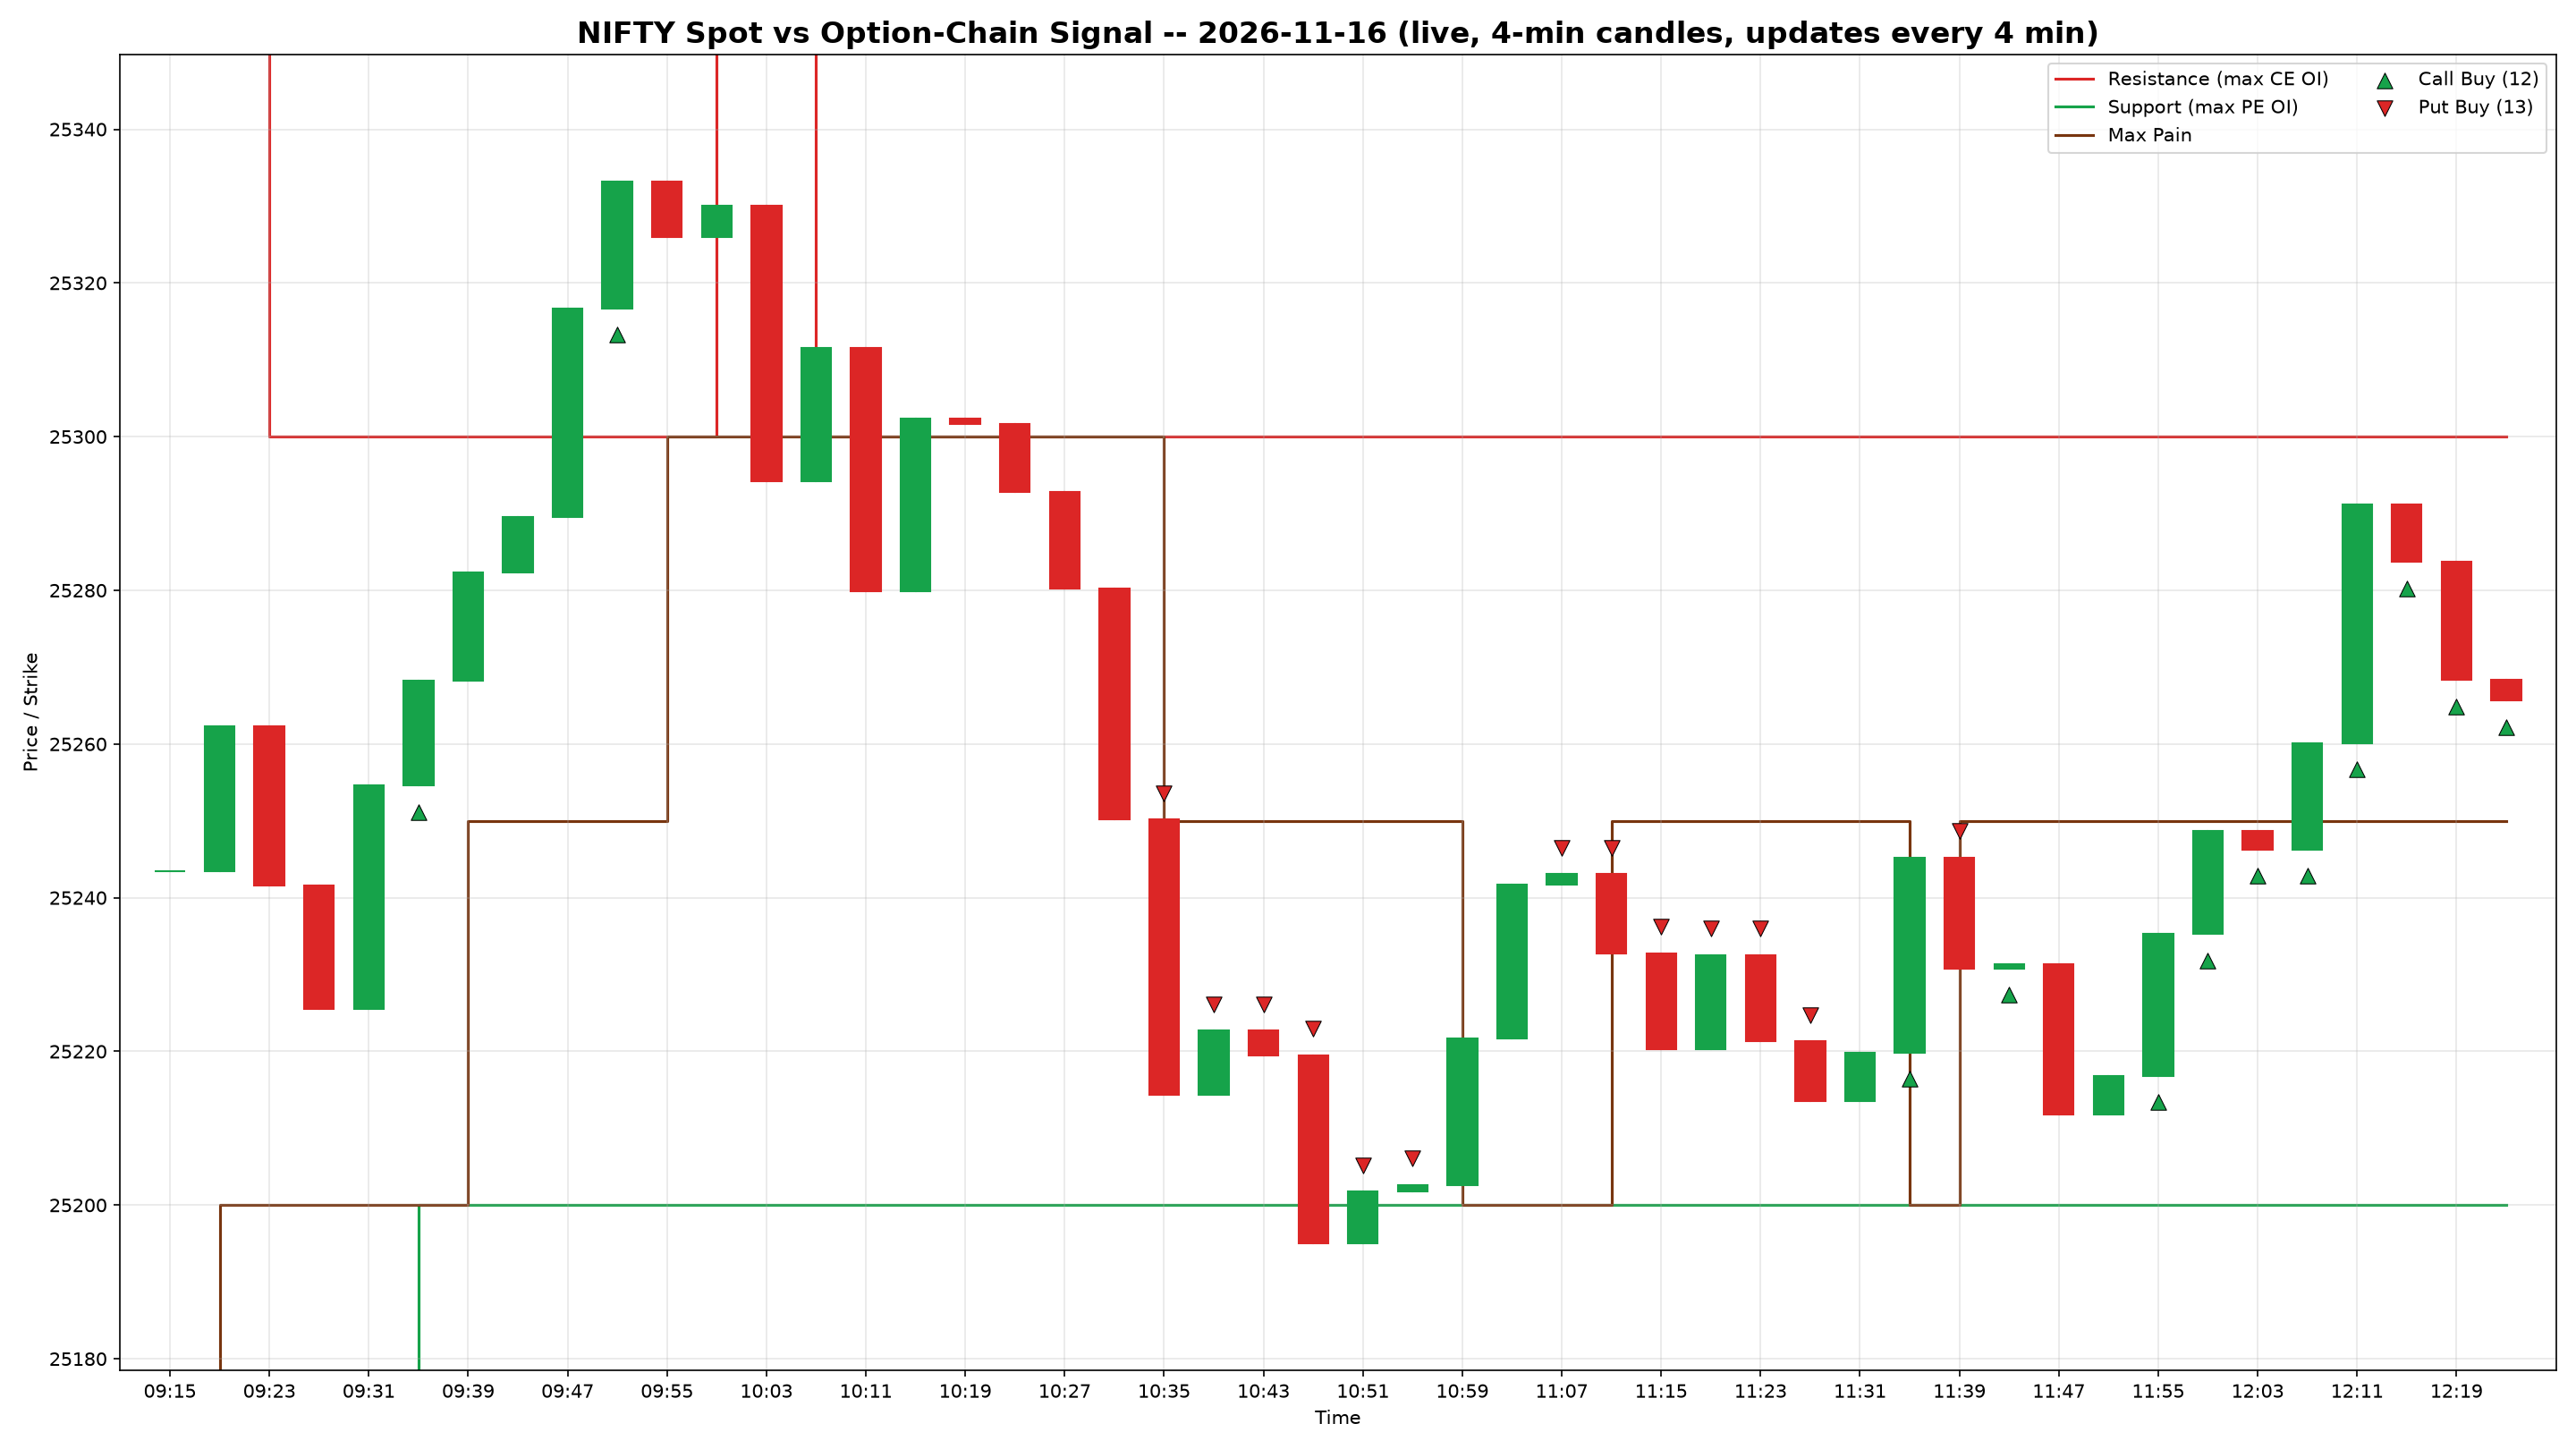 NIFTY Spot vs Option-Chain Signal -- 2026-11-16 (live, 4-min candles, updates every 4 min)
Resistance (max CE OI)
Support (max PE OI)
Max Pain
Call Buy (12)
Put Buy (13)
Price / Strike
25340
25320
25300
25280
25260
25240
25220
25200
25180
09:15 09:23 09:31 09:39 09:47 09:55 10:03 10:11 10:19 10:27 10:35 10:43 10:51 10:59 11:07 11:15 11:23 11:31 11:39 11:47 11:55 12:03 12:11 12:19
Time